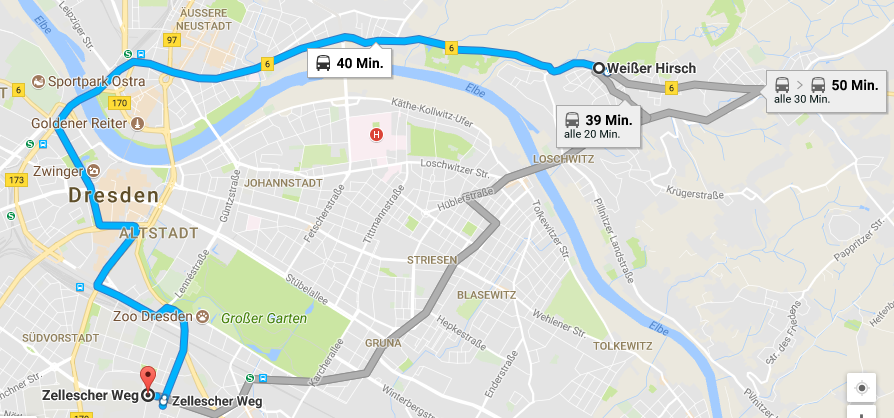 Elbe
Leipziger Str.
ÄUSSERE
NEUSTADT
97
6
40 Min.
6
Weißer Hirsch
6
50 Min.
alle 30 Min.
Sportpark Ostra
6
170
Elbe
Käthe-Kollwitz-Ufer
39 Min.
alle 20 Min.
Goldener Reiter
H
Zwinger
173
Dresden
JOHANNSTADT
Loschwitzer Str.
LOSCHWITZ
Güntzstraße
Fetscherstraße
Tittmannstraße
Hüblerstraße
Krügerstraße
Tolkewitzer Str.
Pillnitzer Landstraße
Pappritzer Str.
ALTSTADT
STRIESEN
Lennéstraße
Stübelallee
BLASEWITZ
Zoo Dresden
Großer Garten
Hepkestraße
Wehlener Str.
Elbe
SÜDVORSTADT
GRUNA
TOLKEWITZ
Str. des Friedens
Karcherallee
Enderstraße
Winterbergstraße
Zellescher Weg
Zellescher Weg
170